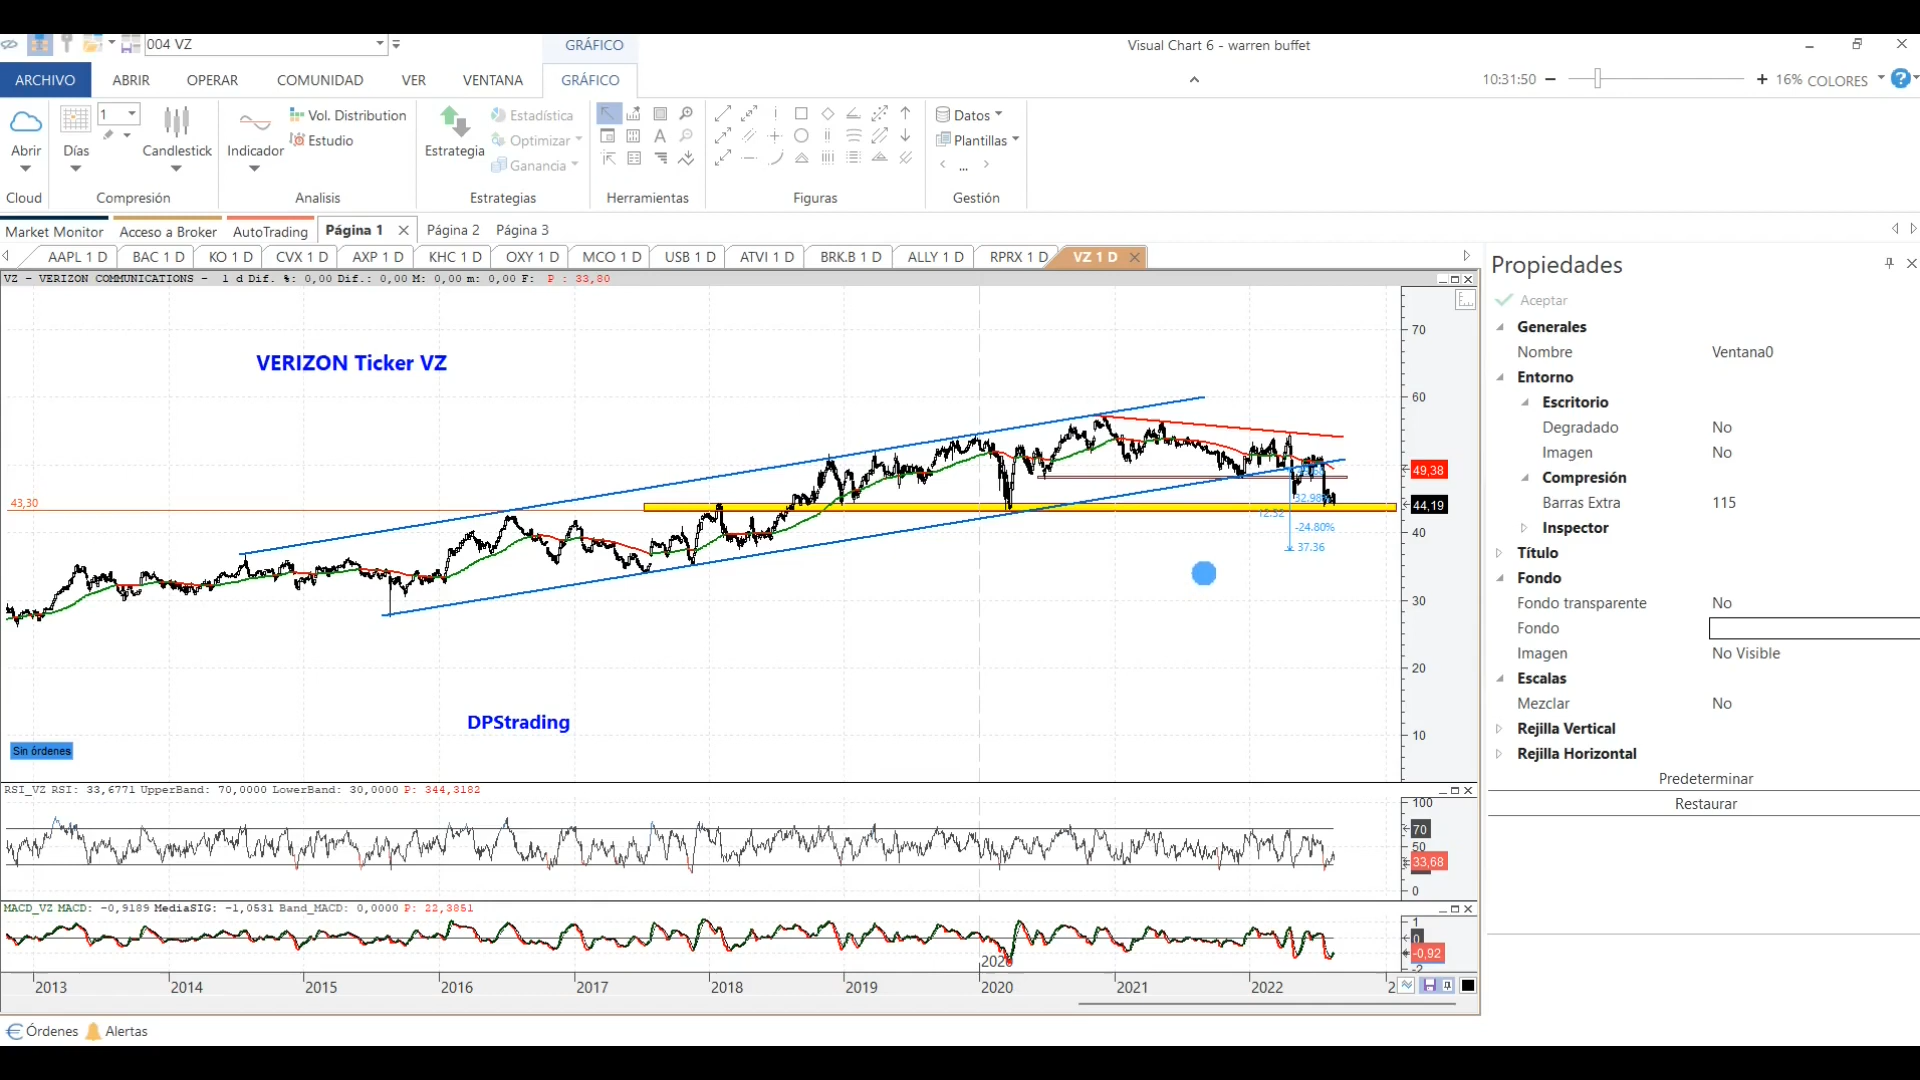 004 VZ
GRÁFICO
Visual Chart 6 - warren buffet
ARCHIVO ABRIR OPERAR COMUNIDAD VER VENTANA GRÁFICO
10:31:50 16% COLORES
Abrir
Cloud
Días 1 Candlestick
Compresión
Indicador Vol. Distribution
Estudio
Analisis
Estrategia Estadística
Optimizar
Ganancia
Estrategias
Herramientas
Figuras
Datos
Plantillas
...
Gestión
Market Monitor Acceso a Broker AutoTrading Página 1 Página 2 Página 3
AAPL 1 D BAC 1 D KO 1 D CVX 1 D AXP 1 D KHC 1 D OXY 1 D MCO 1 D USB 1 D ATVI 1 D BRK.B 1 D ALLY 1 D RPRX 1 D VZ 1 D
VZ - VERIZON COMMUNICATIONS - 1 d Dif. %: 0,00 Dif.: 0,00 M: 0,00 m: 0,00 F: P : 33,80
VERIZON Ticker VZ
43,30
32.98%
12.32
-24.80%
37.36
70
60
49,38
44,19
40
30
20
10
DPStrading
Sin órdenes
RSI_VZ RSI: 33,6771 UpperBand: 70,0000 LowerBand: 30,0000 P: 344,3182
100
70
50
33,68
0
MACD_VZ MACD: -0,9189 MediaSIG: -1,0531 Band_MACD: 0,0000 P: 22,3851
1
0
-0,92
-2
2020
2013 2014 2015 2016 2017 2018 2019 2020 2021 2022 2
Órdenes Alertas
Propiedades
Aceptar
Generales
Nombre Ventana0
Entorno
Escritorio
Degradado No
Imagen No
Compresión
Barras Extra 115
Inspector
Título
Fondo
Fondo transparente No
Fondo
Imagen No Visible
Escalas
Mezclar No
Rejilla Vertical
Rejilla Horizontal
Predeterminar
Restaurar